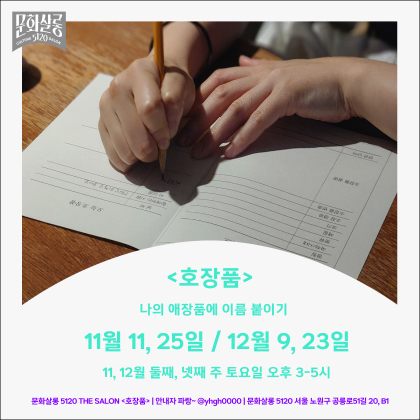 문화살롱
CULTURE 5120 SALON
<호장품>
나의 애장품에 이름 붙이기
11월 11, 25일 / 12월 9, 23일
11, 12월 둘째, 넷째 주 토요일 오후 3-5시
문화살롱 5120 THE SALON <호장품> | 안내자 파랑~ @yhgh0000 | 문화살롱 5120 서울 노원구 공릉로51길 20, B1